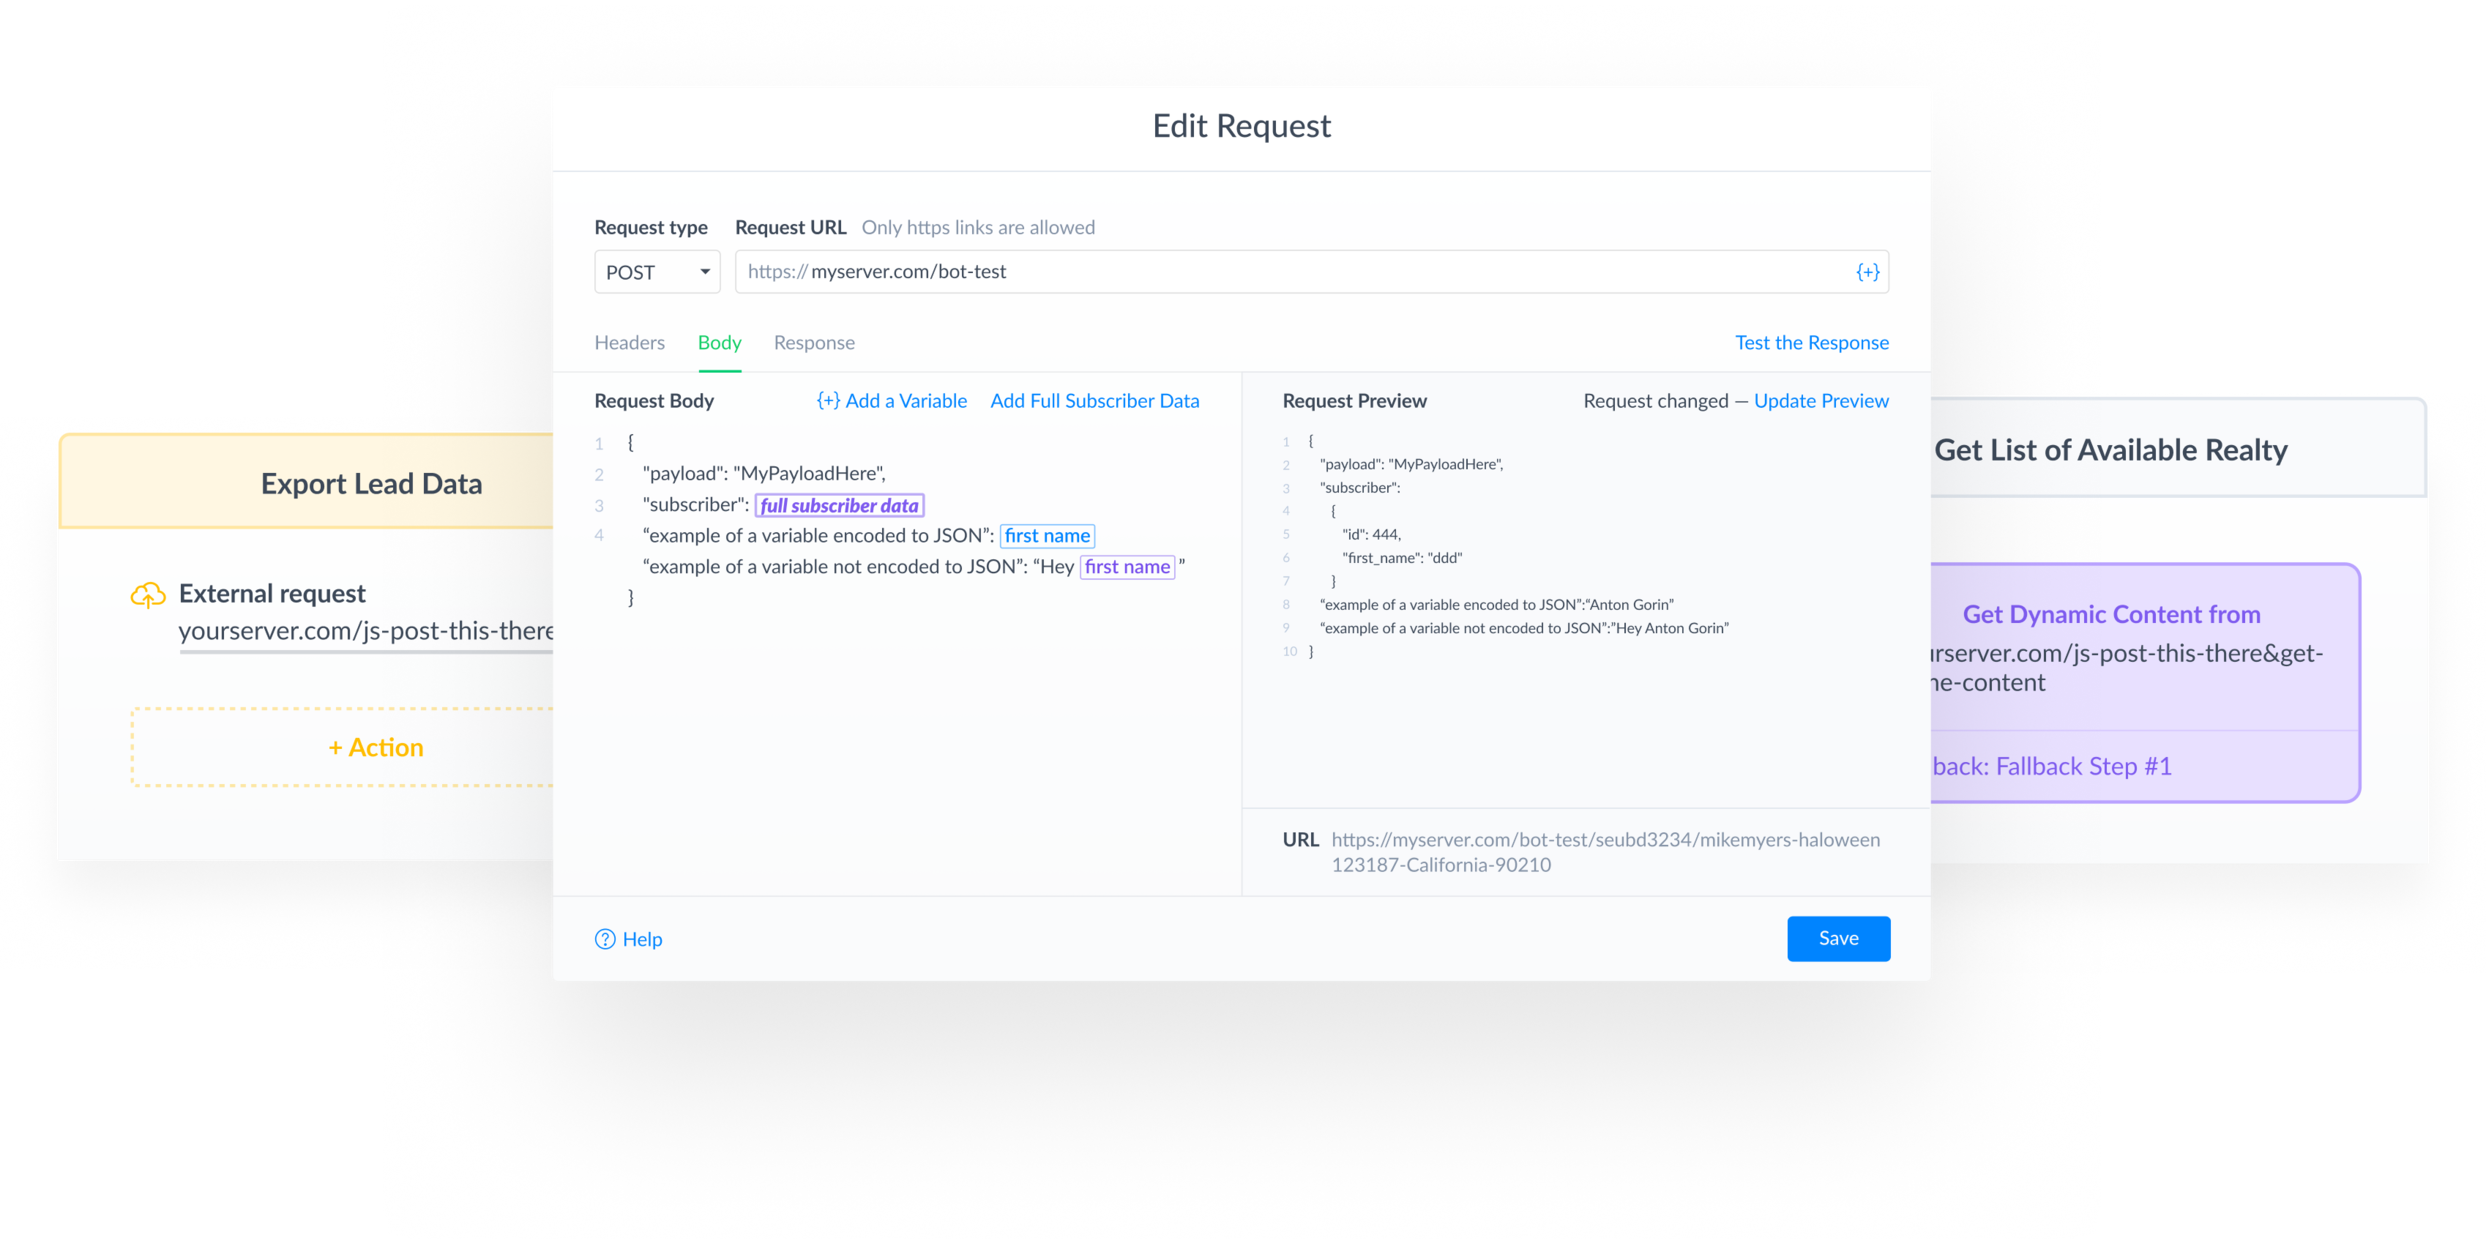 Edit Request
Request type Request URL Only https links are allowed
POST https:// myserver.com/bot-test {+}
Headers Body Response Test the Response
Request Body {+} Add a Variable Add Full Subscriber Data
1 {
2 "payload": "MyPayloadHere",
3 "subscriber": full subscriber data
4 “example of a variable encoded to JSON”: first name
“example of a variable not encoded to JSON”: “Hey first name ”
}
Request Preview Request changed — Update Preview
1 {
2 "payload": "MyPayloadHere",
3 "subscriber":
4 {
5 "id": 444,
6 "first_name": "ddd"
7 }
8 “example of a variable encoded to JSON”:“Anton Gorin”
9 “example of a variable not encoded to JSON”:”Hey Anton Gorin”
10 }
URL https://myserver.com/bot-test/seubd3234/mikemyers-haloween
123187-California-90210
? Help
Save
Export Lead Data
External request
yourserver.com/js-post-this-there
+ Action
Get List of Available Realty
Get Dynamic Content from
rserver.com/js-post-this-there&get-
ne-content
back: Fallback Step #1